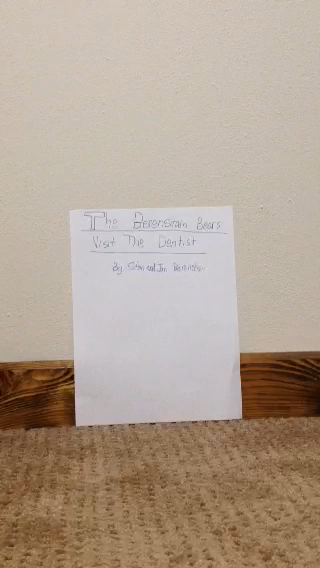 The Berenstain Bears
Visit The Dentist
By Stan and Jan Berenstain